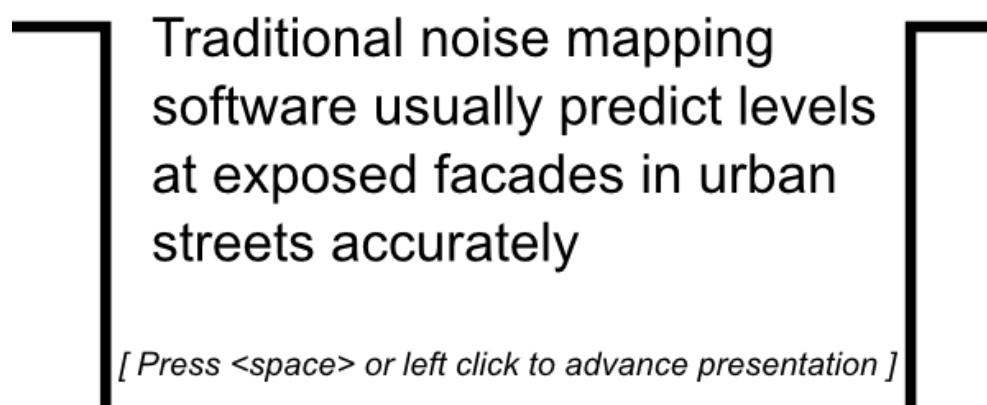 Traditional noise mapping
software usually predict levels
at exposed facades in urban
streets accurately
[ Press <space> or left click to advance presentation ]